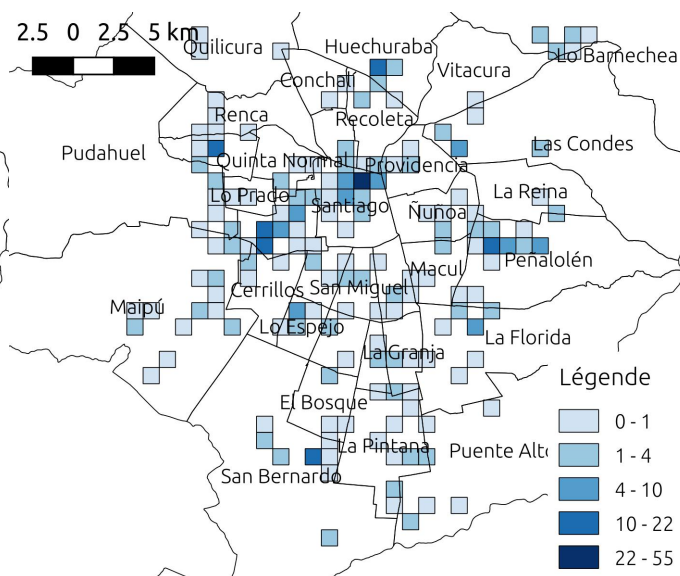 2.5 0 2.5 5 km
Quilicura
Huechuraba
Lo Barnechea
Conchalí
Vitacura
Renca
Recoleta
Pudahuel
Quinta Normal
Providencia
Las Condes
Lo Prado
Santiago
Ñuñoa
La Reina
Peñalolén
Macul
Cerrillos
San Miguel
Maipú
Lo Espejo
La Florida
La Granja
El Bosque
La Pintana
Puente Alto
San Bernardo
Légende
0 - 1
1 - 4
4 - 10
10 - 22
22 - 55